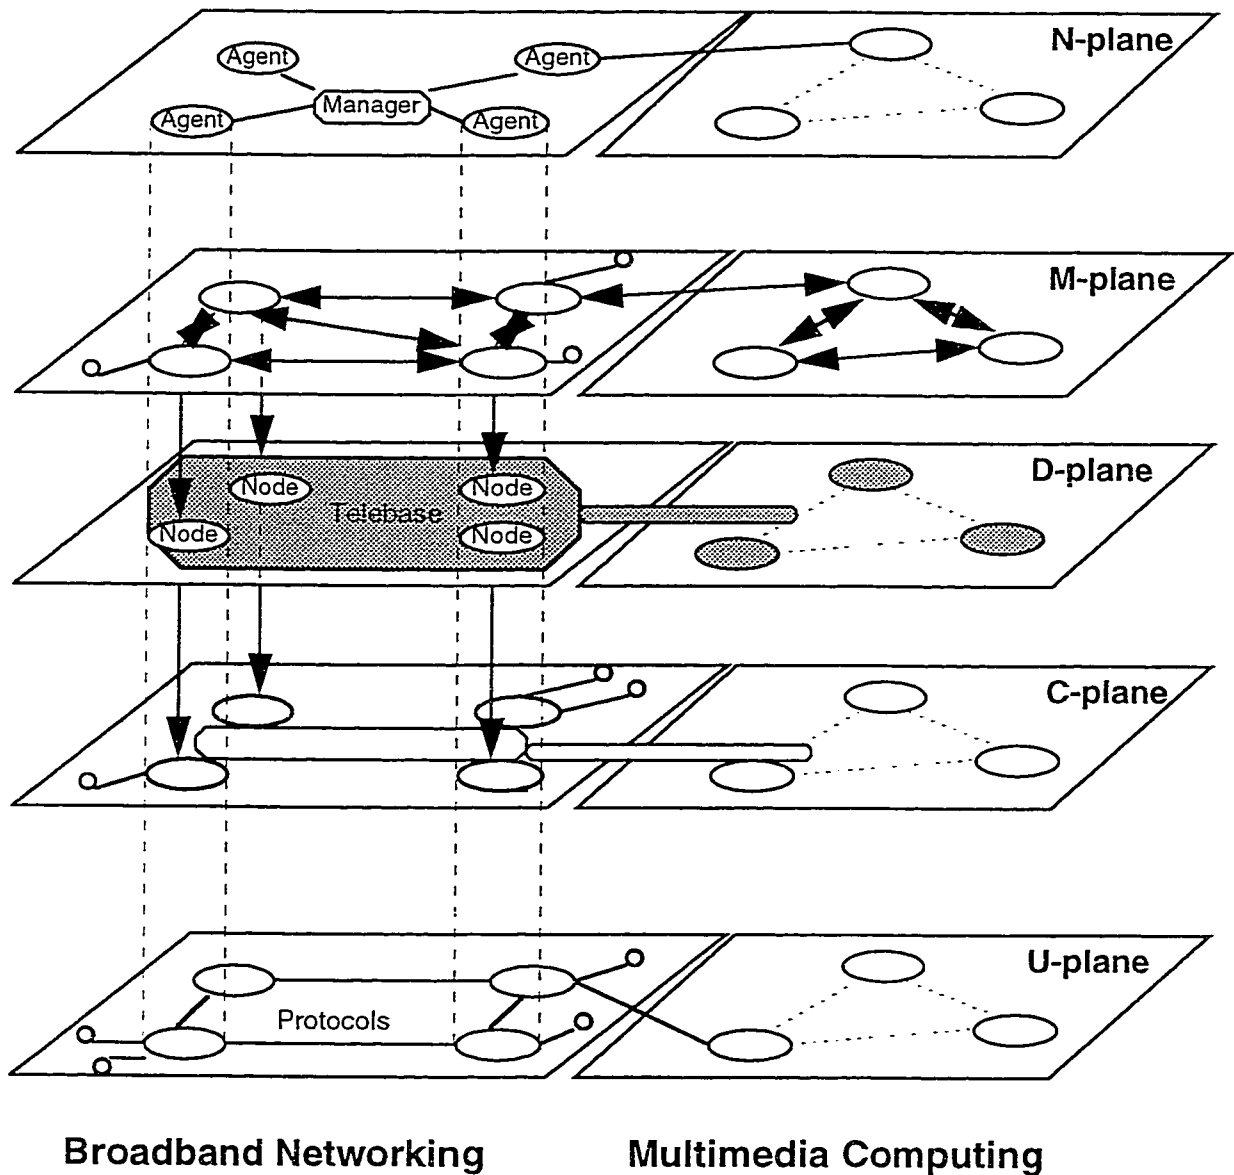 N-plane
Agent
Agent
Manager
Agent
Agent
M-plane
D-plane
Node
Node
Telebase
Node
Node
C-plane
U-plane
Protocols
Broadband Networking
Multimedia Computing